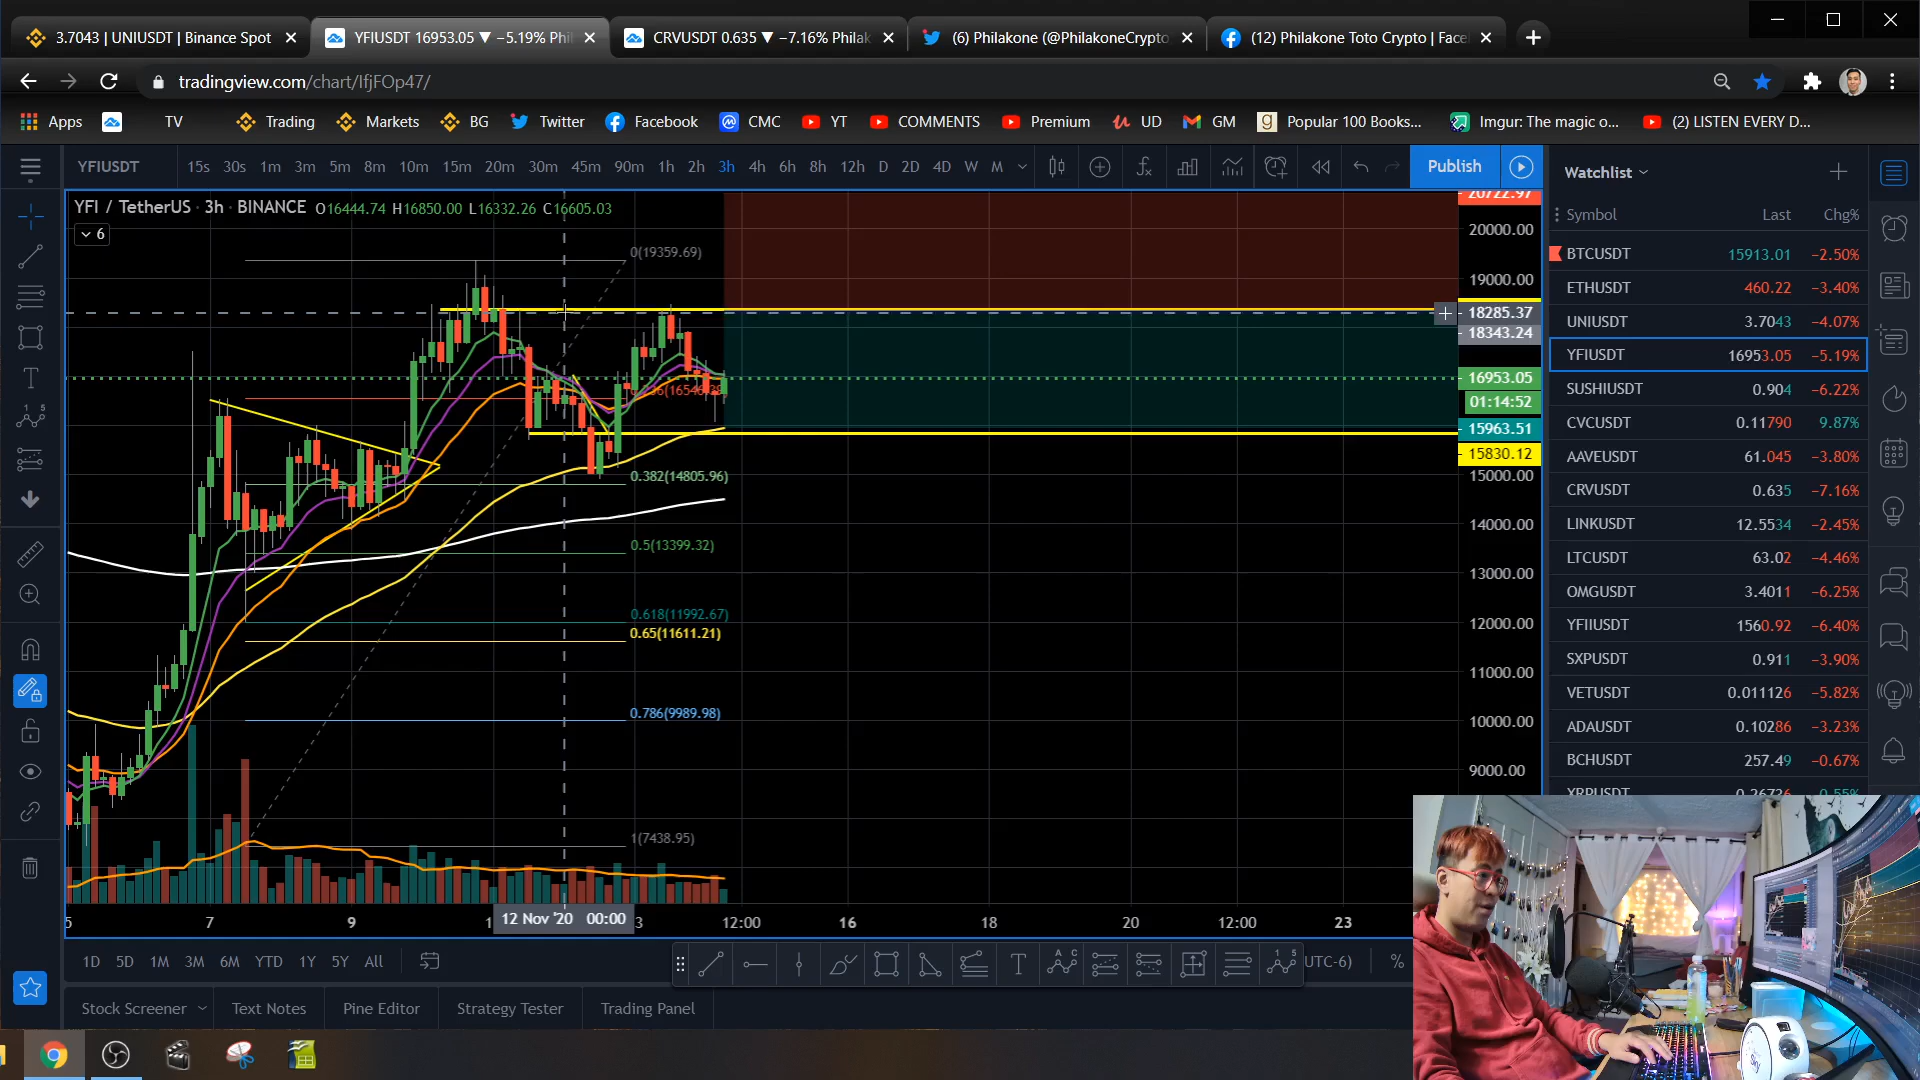 3.7043 | UNIUSDT | Binance Spot
YFIUSDT 16953.05 ▼ −5.19% Phi
CRVUSDT 0.635 ▼ −7.16% Philak
(6) Philakone (@PhilakoneCrypto
(12) Philakone Toto Crypto | Face
tradingview.com/chart/IfjFOp47/
Apps TV Trading Markets BG Twitter Facebook CMC YT COMMENTS Premium UD GM Popular 100 Books... Imgur: The magic o... (2) LISTEN EVERY D...
YFIUSDT 15s 30s 1m 3m 5m 8m 10m 15m 20m 30m 45m 90m 1h 2h 3h 4h 6h 8h 12h D 2D 4D W M Publish
YFI / TetherUS · 3h · BINANCE O16444.74 H16850.00 L16332.26 C16605.03
6
0(19359.69)
0.382(14805.96)
0.5(13399.32)
0.618(11992.67)
0.65(11611.21)
0.786(9989.98)
1(7438.95)
20722.97
20000.00
19000.00
18285.37
18343.24
16953.05
01:14:52
15963.51
15830.12
15000.00
14000.00
13000.00
12000.00
11000.00
10000.00
9000.00
5 7 9 1 12 Nov '20 00:00 3 12:00 16 18 20 12:00 23
1D 5D 1M 3M 6M YTD 1Y 5Y All UTC-6) %
Stock Screener Text Notes Pine Editor Strategy Tester Trading Panel
Watchlist
Symbol Last Chg%
BTCUSDT 15913.01 −2.50%
ETHUSDT 460.22 −3.40%
UNIUSDT 3.7043 −4.07%
YFIUSDT 16953.05 −5.19%
SUSHIUSDT 0.904 −6.22%
CVCUSDT 0.11790 9.87%
AAVEUSDT 61.045 −3.80%
CRVUSDT 0.635 −7.16%
LINKUSDT 12.5534 −2.45%
LTCUSDT 63.02 −4.46%
OMGUSDT 3.4011 −6.25%
YFIIUSDT 1560.92 −6.40%
SXPUSDT 0.911 −3.90%
VETUSDT 0.011126 −5.82%
ADAUSDT 0.10286 −3.23%
BCHUSDT 257.49 −0.67%